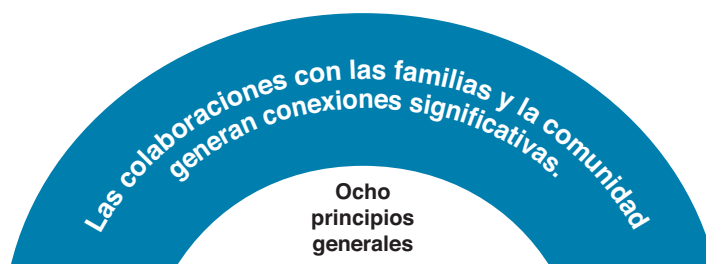 Las colaboraciones con las familias y la comunidad
generan conexiones significativas.
Ocho
principios
generales